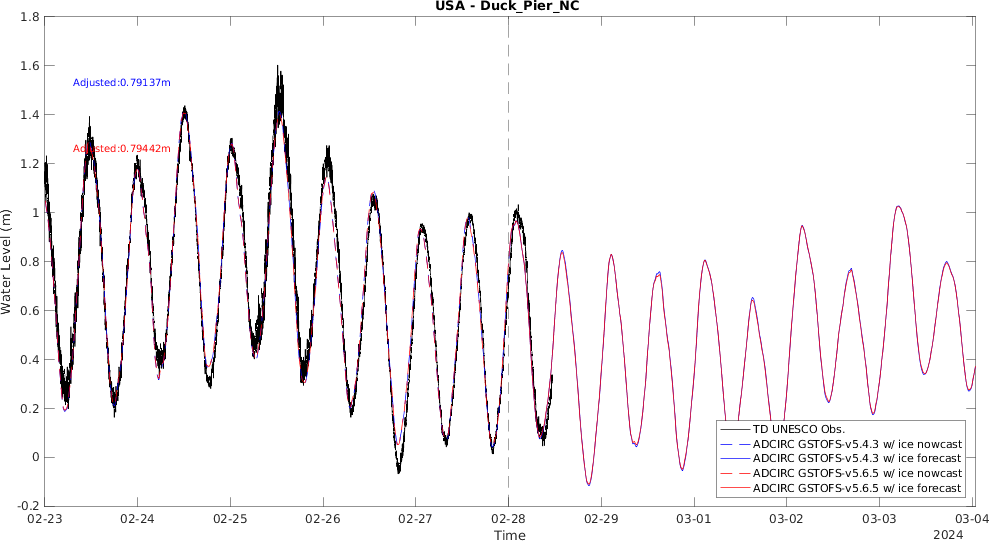 USA - Duck_Pier_NC
1.8
1.6
1.4
1.2
1
0.8
0.6
0.4
0.2
0
-0.2
Water Level (m)
Adjusted:0.79137m
Adjusted:0.79442m
TD UNESCO Obs.
ADCIRC GSTOFS-v5.4.3 w/ ice nowcast
ADCIRC GSTOFS-v5.4.3 w/ ice forecast
ADCIRC GSTOFS-v5.6.5 w/ ice nowcast
ADCIRC GSTOFS-v5.6.5 w/ ice forecast
02-23 02-24 02-25 02-26 02-27 02-28 02-29 03-01 03-02 03-03 03-04
Time
2024